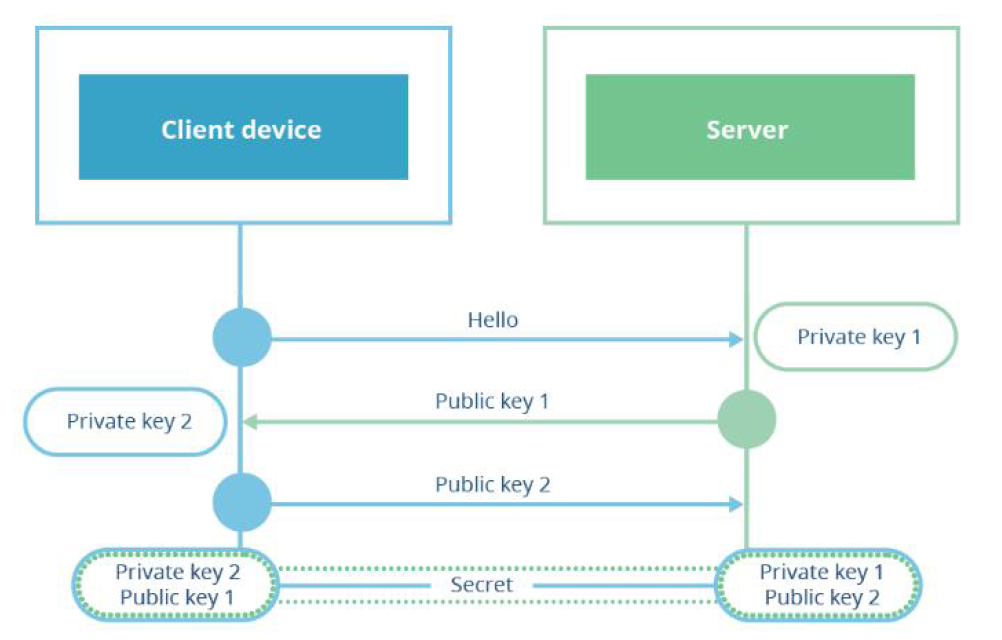 Client device
Server
Hello
Private key 1
Public key 1
Private key 2
Public key 2
Private key 2
Public key 1
Secret
Private key 1
Public key 2